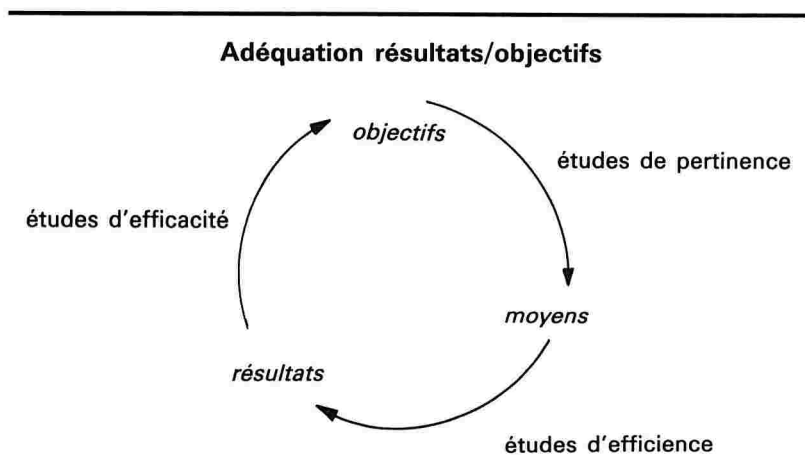 Adéquation résultats/objectifs
objectifs
études de pertinence
études d'efficacité
moyens
résultats
études d'efficience